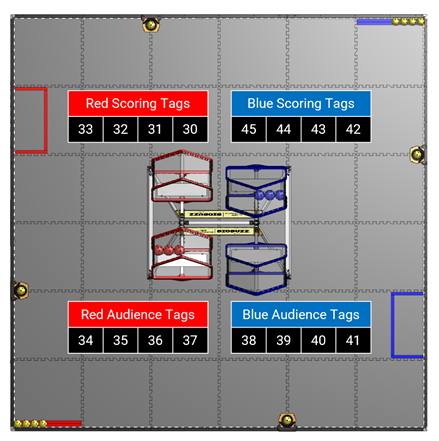 Red Scoring Tags
33 32 31 30
Blue Scoring Tags
45 44 43 42
Red Audience Tags
34 35 36 37
Blue Audience Tags
38 39 40 41